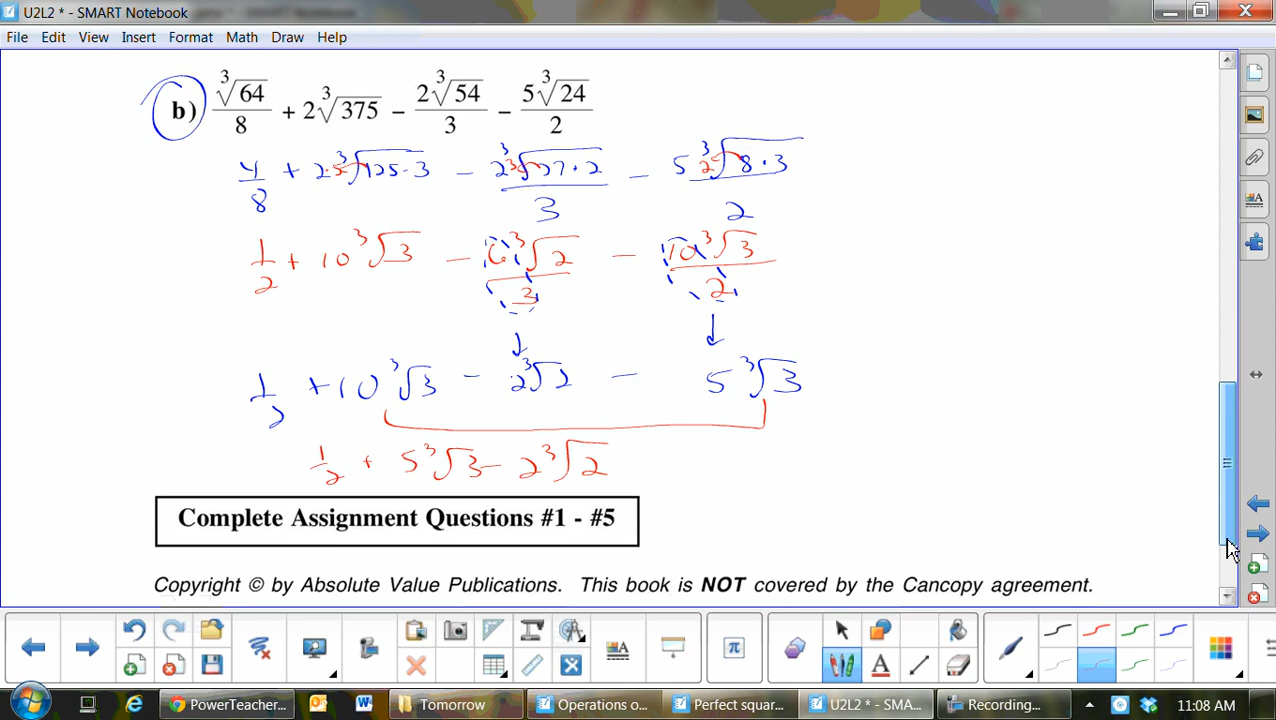 U2L2 * - SMART Notebook
File Edit View Insert Format Math Draw Help
b) ∛64/8 + 2∛375 − 2∛54/3 − 5∛24/2
4/8 + 2·5∛125·3 − 2·3∛27·2/3 − 5·2∛8·3/2
1/2 + 10∛3 − 6∛2/3 − 10∛3/2
1/2 + 10∛3 − 2∛2 − 5∛3
1/2 + 5∛3 − 2∛2
Complete Assignment Questions #1 - #5
Copyright © by Absolute Value Publications. This book is NOT covered by the Cancopy agreement.
π A
PowerTeacher... Tomorrow Operations o... Perfect squar... U2L2 * - SMA... Recording... 11:08 AM